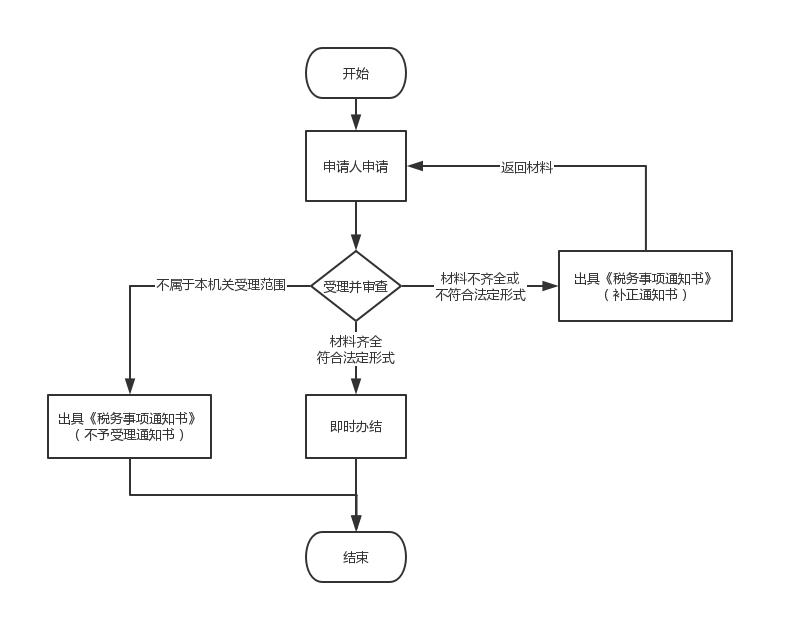 开始
申请人申请
返回材料
不属于本机关受理范围
受理并审查
材料不齐全或
不符合法定形式
出具《税务事项通知书》
（补正通知书）
材料齐全
符合法定形式
出具《税务事项通知书》
（不予受理通知书）
即时办结
结束